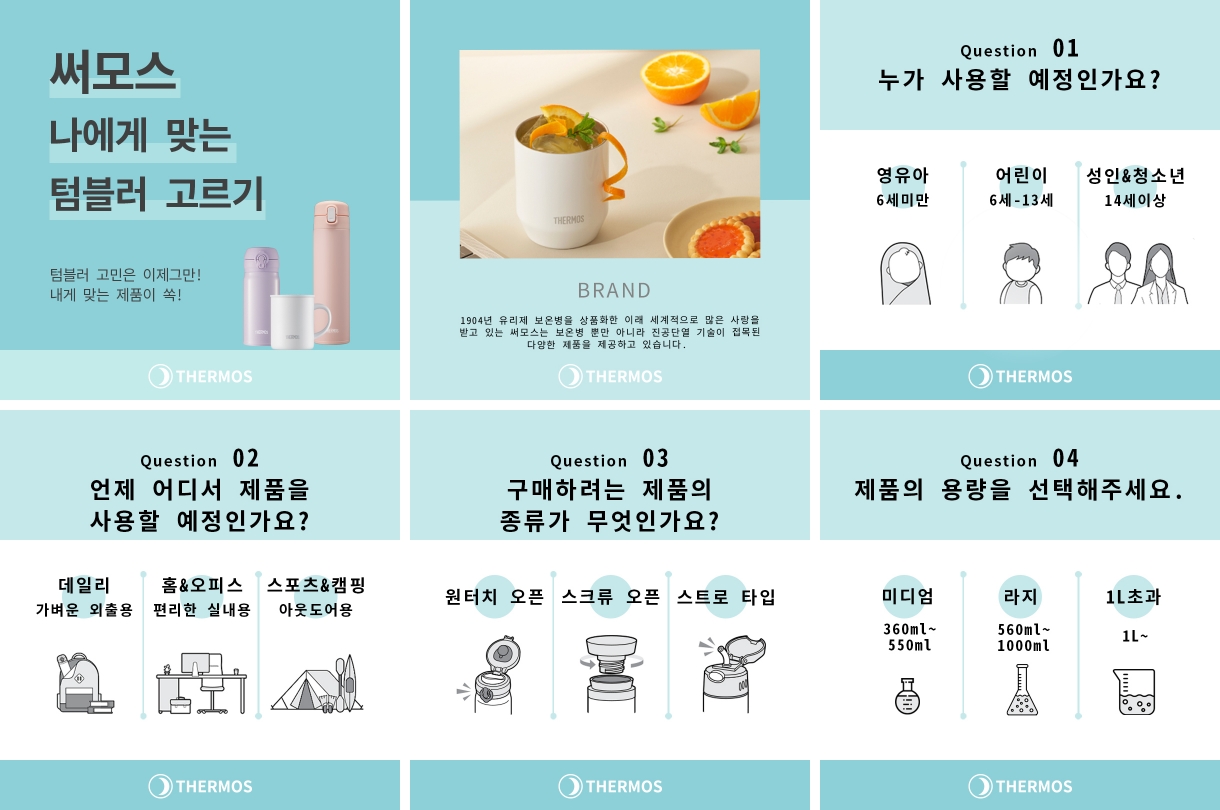 써모스
나에게 맞는
텀블러 고르기
텀블러 고민은 이제그만!
내게 맞는 제품이 쏙!
THERMOS
THERMOS
BRAND
1904년 유리제 보온병을 상품화한 이래 세계적으로 많은 사랑을
받고 있는 써모스는 보온병 뿐만 아니라 진공단열 기술이 접목된
다양한 제품을 제공하고 있습니다.
THERMOS
Question 01
누가 사용할 예정인가요?
영유아
6세미만
어린이
6세-13세
성인&청소년
14세이상
THERMOS
Question 02
언제 어디서 제품을
사용할 예정인가요?
데일리
가벼운 외출용
홈&오피스
편리한 실내용
스포츠&캠핑
아웃도어용
THERMOS
Question 03
구매하려는 제품의
종류가 무엇인가요?
원터치 오픈
스크류 오픈
스트로 타입
THERMOS
Question 04
제품의 용량을 선택해주세요.
미디엄
360ml~
550ml
라지
560ml~
1000ml
1L초과
1L~
THERMOS